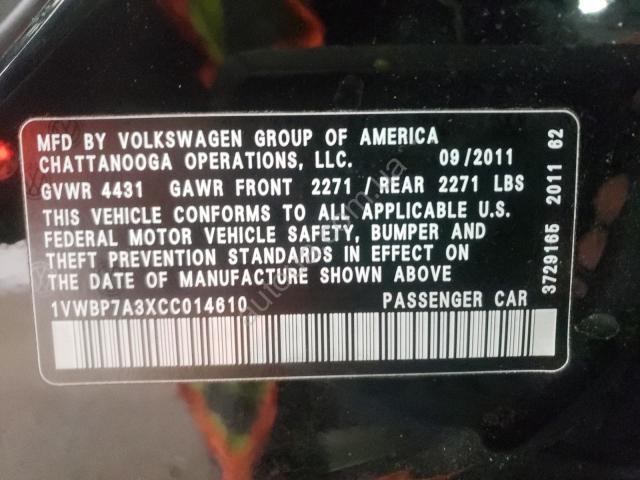 MFD BY VOLKSWAGEN GROUP OF AMERICA
CHATTANOOGA OPERATIONS, LLC. 09/2011
GVWR 4431 GAWR FRONT 2271 / REAR 2271 LBS
THIS VEHICLE CONFORMS TO ALL APPLICABLE U.S.
FEDERAL MOTOR VEHICLE SAFETY, BUMPER AND
THEFT PREVENTION STANDARDS IN EFFECT ON
THE DATE OF MANUFACTURE SHOWN ABOVE
1VWBP7A3XCC014610 PASSENGER CAR
3729165 2011 62